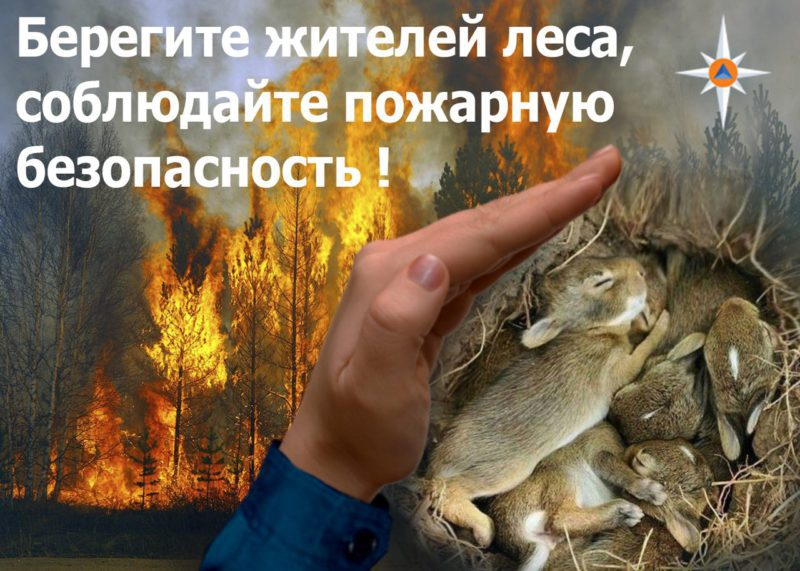 Берегите жителей леса,
соблюдайте пожарную
безопасность !